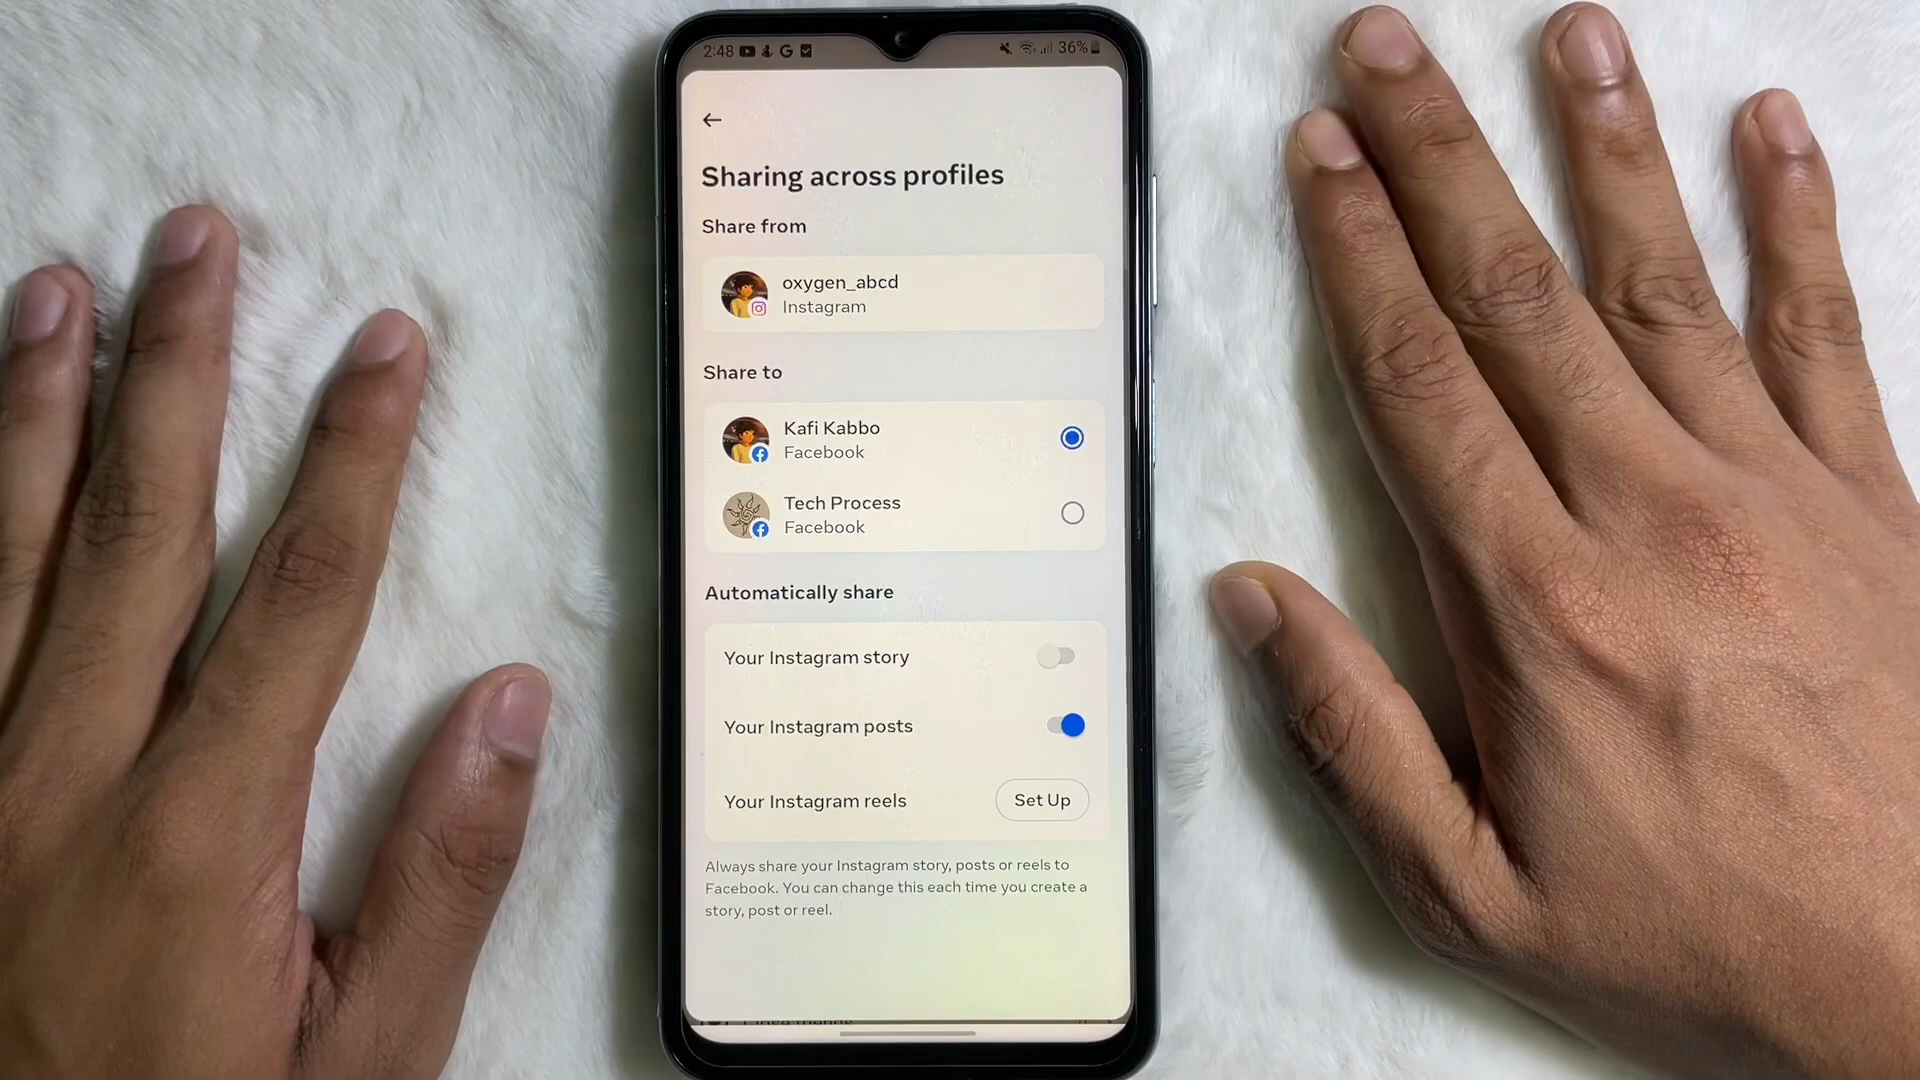 2:48
36%
Sharing across profiles
Share from
oxygen_abcd
Instagram
Share to
Kafi Kabbo
Facebook
Tech Process
Facebook
Automatically share
Your Instagram story
Your Instagram posts
Your Instagram reels
Set Up
Always share your Instagram story, posts or reels to
Facebook. You can change this each time you create a
story, post or reel.